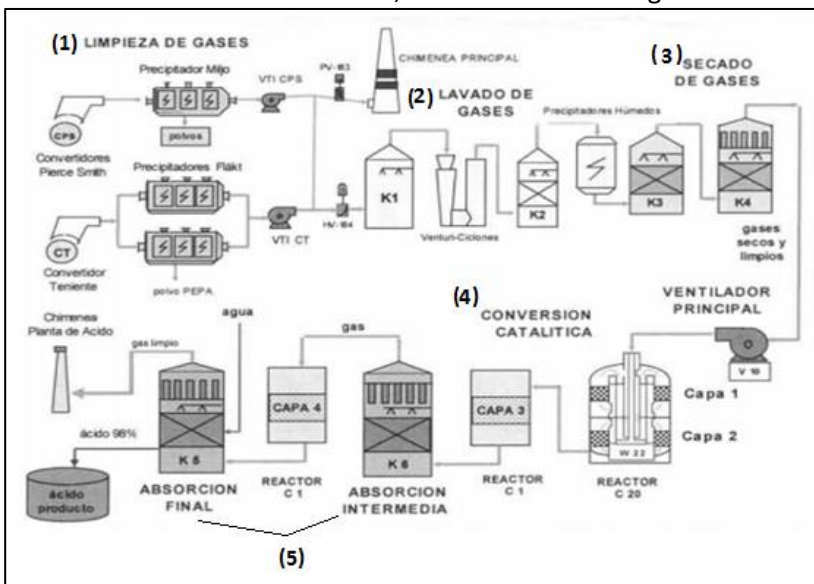 (1) LIMPIEZA DE GASES
Precipitador Miljo
VTI CPS
PV-183
CHIMENEA PRINCIPAL
(2) LAVADO DE
GASES
(3) SECADO
DE GASES
CPS
polvos
Convertidores
Pierce Smith
Precipitadores Fläkt
Precipitadores Húmedos
K1
K2
K3
K4
CT
VTI CT
HV-184
Venturi-Ciclones
Convertidor
Teniente
polvo PEPA
gases
secos y
limpios
Chimenea
Planta de Acido
agua
gas limpio
gas
(4)
CONVERSION
CATALITICA
VENTILADOR
PRINCIPAL
V 10
CAPA 4
CAPA 3
Capa 1
Capa 2
ácido 98%
K 5
K 6
W 22
ácido
producto
ABSORCION
FINAL
REACTOR
C 1
ABSORCION
INTERMEDIA
REACTOR
C 1
REACTOR
C 20
(5)